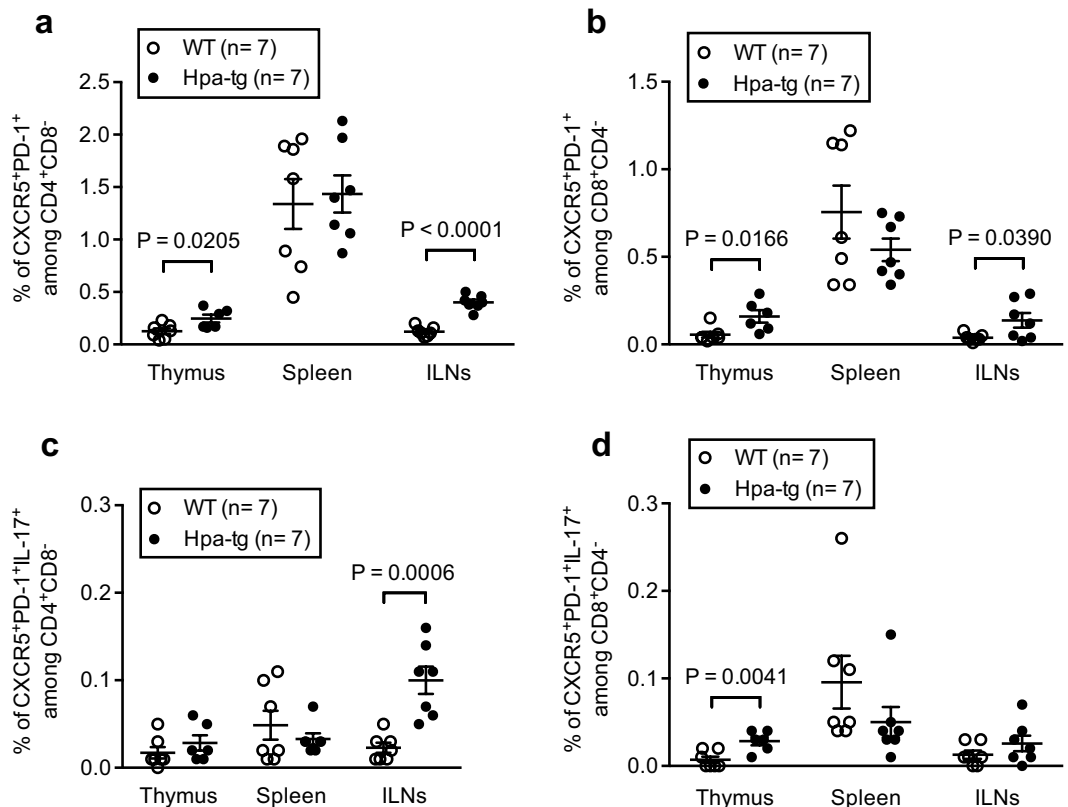 a
WT (n= 7)
Hpa-tg (n= 7)
% of CXCR5+PD-1+
among CD4+CD8-
2.5
2.0
1.5
1.0
0.5
0.0
P = 0.0205
P < 0.0001
Thymus Spleen ILNs
b
WT (n= 7)
Hpa-tg (n= 7)
% of CXCR5+PD-1+
among CD8+CD4-
1.5
1.0
0.5
0.0
P = 0.0166
P = 0.0390
Thymus Spleen ILNs
c
WT (n= 7)
Hpa-tg (n= 7)
% of CXCR5+PD-1+IL-17+
among CD4+CD8-
0.3
0.2
0.1
0.0
P = 0.0006
Thymus Spleen ILNs
d
WT (n= 7)
Hpa-tg (n= 7)
% of CXCR5+PD-1+IL-17+
among CD8+CD4-
0.3
0.2
0.1
0.0
P = 0.0041
Thymus Spleen ILNs